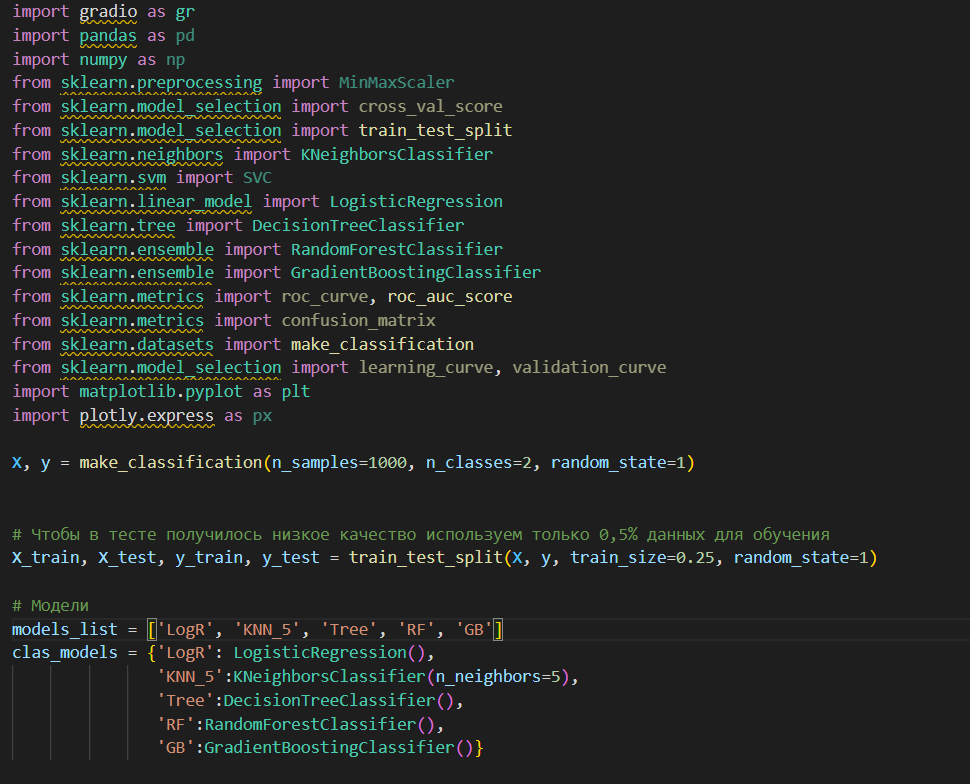 import gradio as gr
import pandas as pd
import numpy as np
from sklearn.preprocessing import MinMaxScaler
from sklearn.model_selection import cross_val_score
from sklearn.model_selection import train_test_split
from sklearn.neighbors import KNeighborsClassifier
from sklearn.svm import SVC
from sklearn.linear_model import LogisticRegression
from sklearn.tree import DecisionTreeClassifier
from sklearn.ensemble import RandomForestClassifier
from sklearn.ensemble import GradientBoostingClassifier
from sklearn.metrics import roc_curve, roc_auc_score
from sklearn.metrics import confusion_matrix
from sklearn.datasets import make_classification
from sklearn.model_selection import learning_curve, validation_curve
import matplotlib.pyplot as plt
import plotly.express as px
X, y = make_classification(n_samples=1000, n_classes=2, random_state=1)
# Чтобы в тесте получилось низкое качество используем только 0,5% данных для обучения
X_train, X_test, y_train, y_test = train_test_split(X, y, train_size=0.25, random_state=1)
# Модели
models_list = ['LogR', 'KNN_5', 'Tree', 'RF', 'GB']
clas_models = {'LogR': LogisticRegression(),
'KNN_5':KNeighborsClassifier(n_neighbors=5),
'Tree':DecisionTreeClassifier(),
'RF':RandomForestClassifier(),
'GB':GradientBoostingClassifier()}